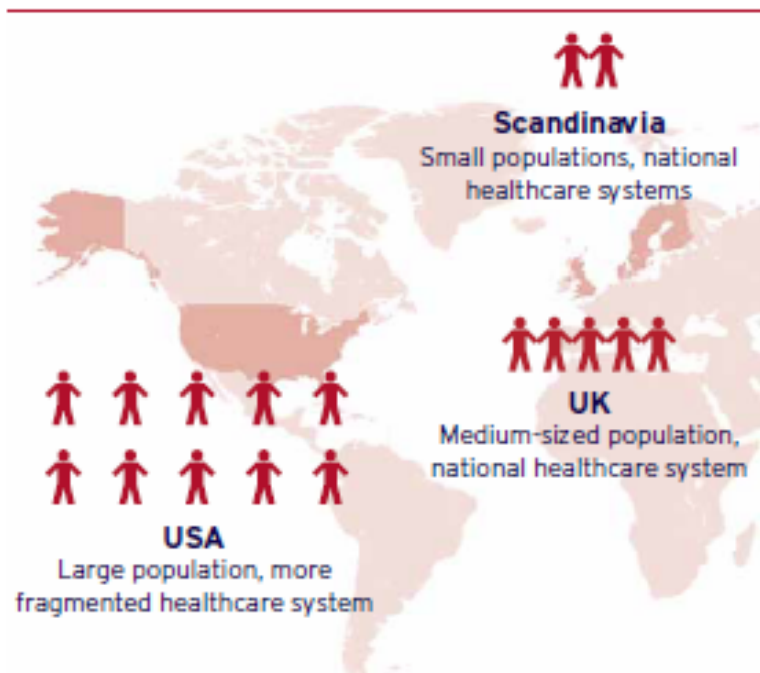 Scandinavia
Small populations, national
healthcare systems
UK
Medium-sized population,
national healthcare system
USA
Large population, more
fragmented healthcare system